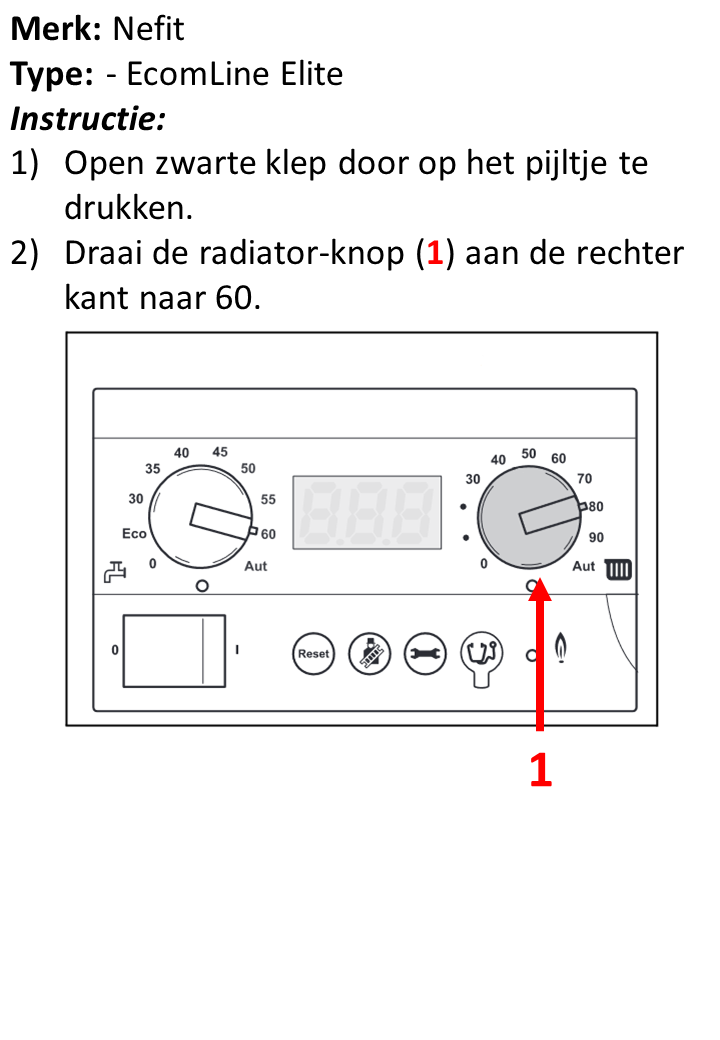 Merk: Nefit
Type: - EcomLine Elite
Instructie:
1) Open zwarte klep door op het pijltje te
drukken.
2) Draai de radiator-knop (1) aan de rechter
kant naar 60.
40 45
35 50
30 55
Eco 60
0 Aut
888
40 50 60
30 70
80
90
0 Aut
0 I
Reset
1